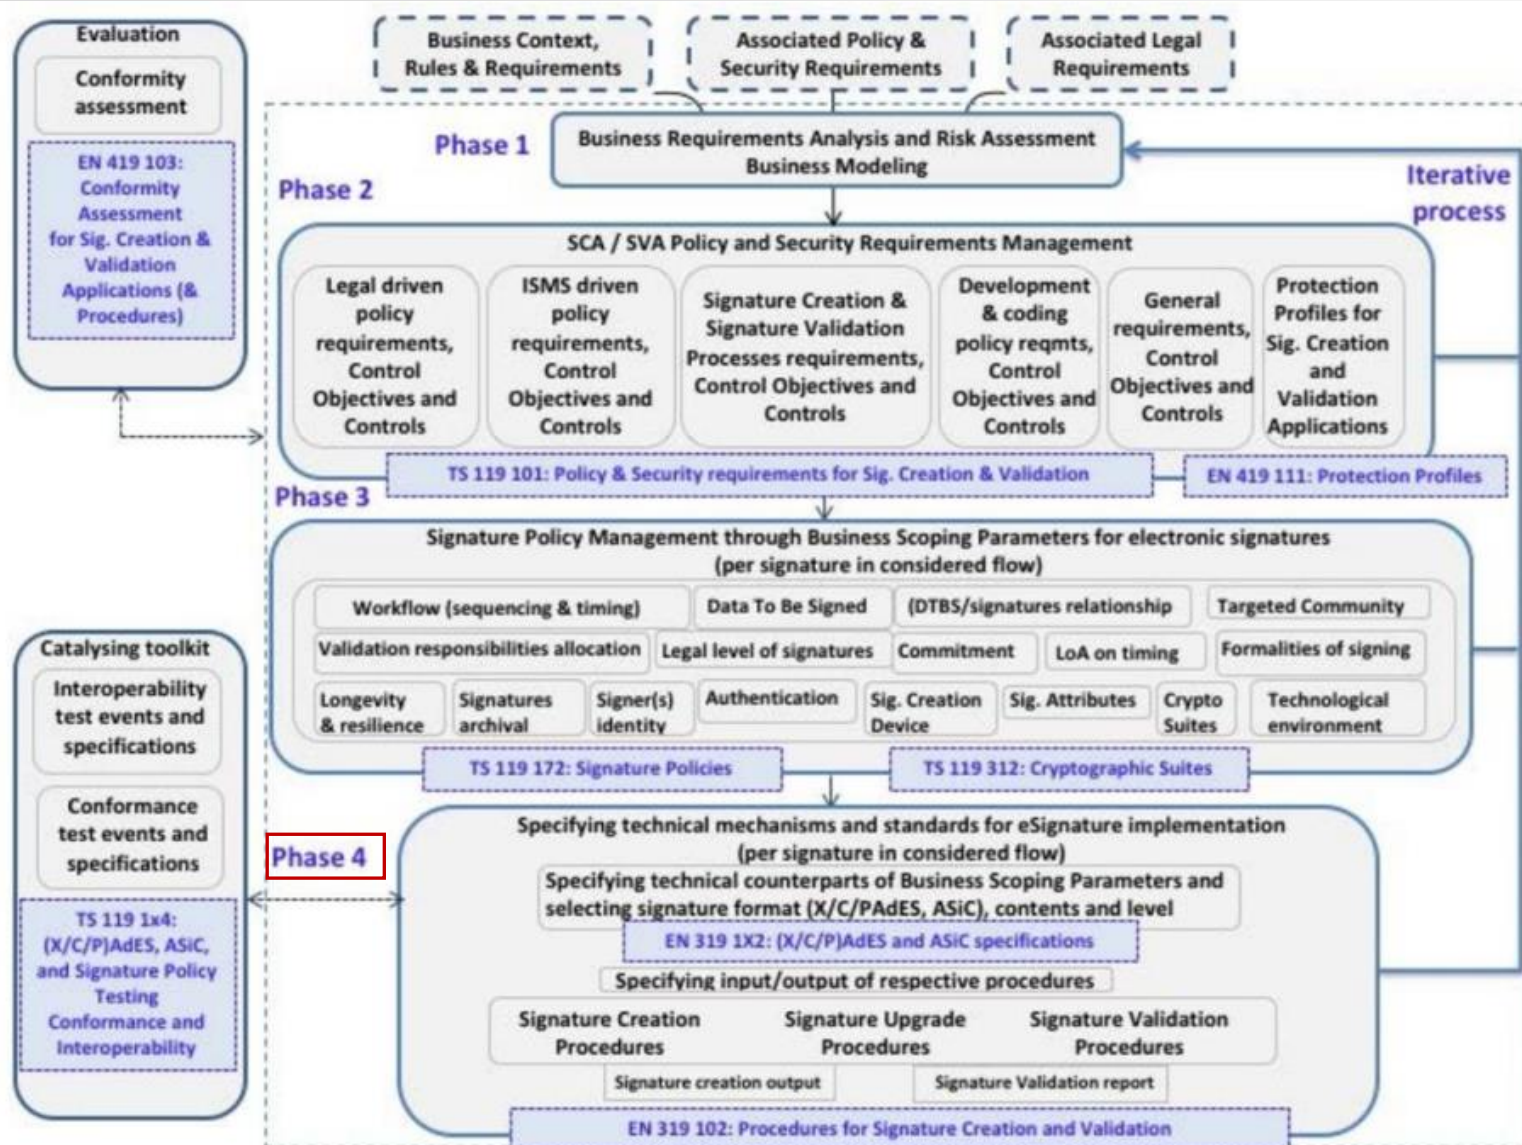 Evaluation
Conformity
assessment
EN 419 103:
Conformity
Assessment
for Sig. Creation &
Validation
Applications (&
Procedures)
Business Context,
Rules & Requirements
Associated Policy &
Security Requirements
Associated Legal
Requirements
Phase 1
Business Requirements Analysis and Risk Assessment
Business Modeling
Iterative
process
Phase 2
SCA / SVA Policy and Security Requirements Management
Legal driven
policy
requirements,
Control
Objectives and
Controls
ISMS driven
policy
requirements,
Control
Objectives and
Controls
Signature Creation &
Signature Validation
Processes requirements,
Control Objectives and
Controls
Development
& coding
policy reqmts,
Control
Objectives and
Controls
General
requirements,
Control
Objectives and
Controls
Protection
Profiles for
Sig. Creation
and
Validation
Applications
TS 119 101: Policy & Security requirements for Sig. Creation & Validation
EN 419 111: Protection Profiles
Phase 3
Signature Policy Management through Business Scoping Parameters for electronic signatures
(per signature in considered flow)
Workflow (sequencing & timing)
Data To Be Signed
(DTBS/signatures relationship
Targeted Community
Validation responsibilities allocation
Legal level of signatures
Commitment
LoA on timing
Formalities of signing
Longevity
& resilience
Signatures
archival
Signer(s)
identity
Authentication
Sig. Creation
Device
Sig. Attributes
Crypto
Suites
Technological
environment
TS 119 172: Signature Policies
TS 119 312: Cryptographic Suites
Catalysing toolkit
Interoperability
test events and
specifications
Conformance
test events and
specifications
TS 119 1x4:
(X/C/P)AdES, ASiC,
and Signature Policy
Testing
Conformance and
Interoperability
Phase 4
Specifying technical mechanisms and standards for eSignature implementation
(per signature in considered flow)
Specifying technical counterparts of Business Scoping Parameters and
selecting signature format (X/C/PAdES, ASiC), contents and level
EN 319 1X2: (X/C/P)AdES and ASiC specifications
Specifying input/output of respective procedures
Signature Creation
Procedures
Signature Upgrade
Procedures
Signature Validation
Procedures
Signature creation output
Signature Validation report
EN 319 102: Procedures for Signature Creation and Validation